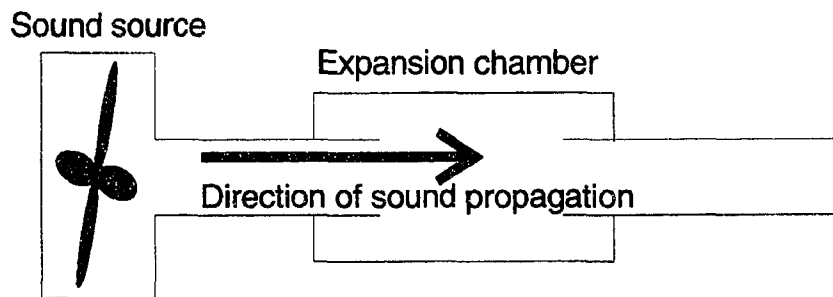 Sound source
Expansion chamber
Direction of sound propagation